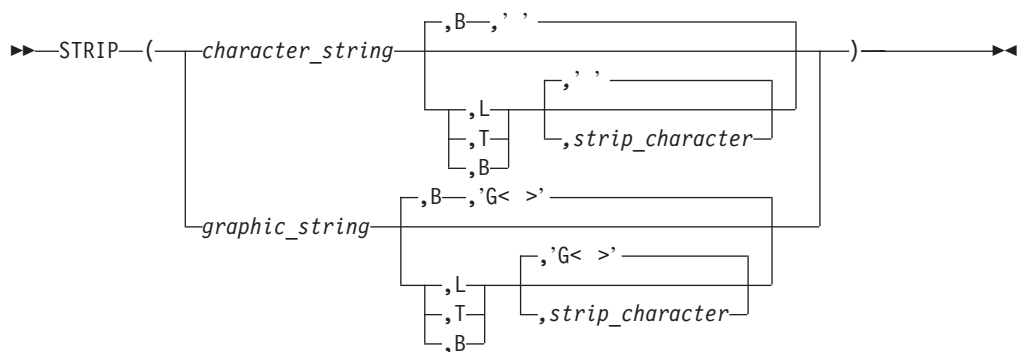 ,B ,’ ’
STRIP ( character_string )
,’ ’
,L
,T ,strip_character
,B
,B ,’G< >’
graphic_string
,’G< >’
,L
,T ,strip_character
,B